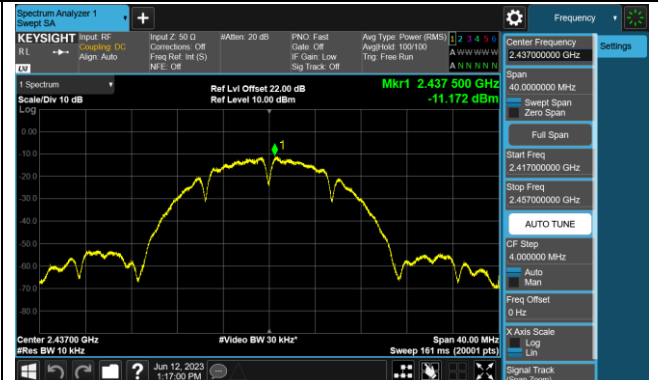 Spectrum Analyzer 1
Swept SA
Frequency
KEYSIGHT
RL
Input: RF
Coupling: DC
Align: Auto
Input Z: 50 Ω
Corrections: Off
Freq Ref: Int (S)
NFE: Off
#Atten: 20 dB
PNO: Fast
Gate: Off
IF Gain: Low
Sig Track: Off
Avg Type: Power (RMS)
Avg|Hold: 100/100
Trig: Free Run
1 2 3 4 5 6
A W W W W W
A N N N N N
1 Spectrum
Scale/Div 10 dB
Log
Ref Lvl Offset 22.00 dB
Ref Level 10.00 dBm
Mkr1 2.437 500 GHz
-11.172 dBm
1
0.00
-10.0
-20.0
-30.0
-40.0
-50.0
-60.0
-70.0
-80.0
Center 2.43700 GHz
#Res BW 10 kHz
#Video BW 30 kHz*
Span 40.00 MHz
Sweep 161 ms (20001 pts)
Jun 12, 2023
1:17:00 PM
Center Frequency
2.437000000 GHz
Span
40.0000000 MHz
Swept Span
Zero Span
Full Span
Start Freq
2.417000000 GHz
Stop Freq
2.457000000 GHz
AUTO TUNE
CF Step
4.000000 MHz
Auto
Man
Freq Offset
0 Hz
X Axis Scale
Log
Lin
Signal Track
(Span Zoom)
Settings